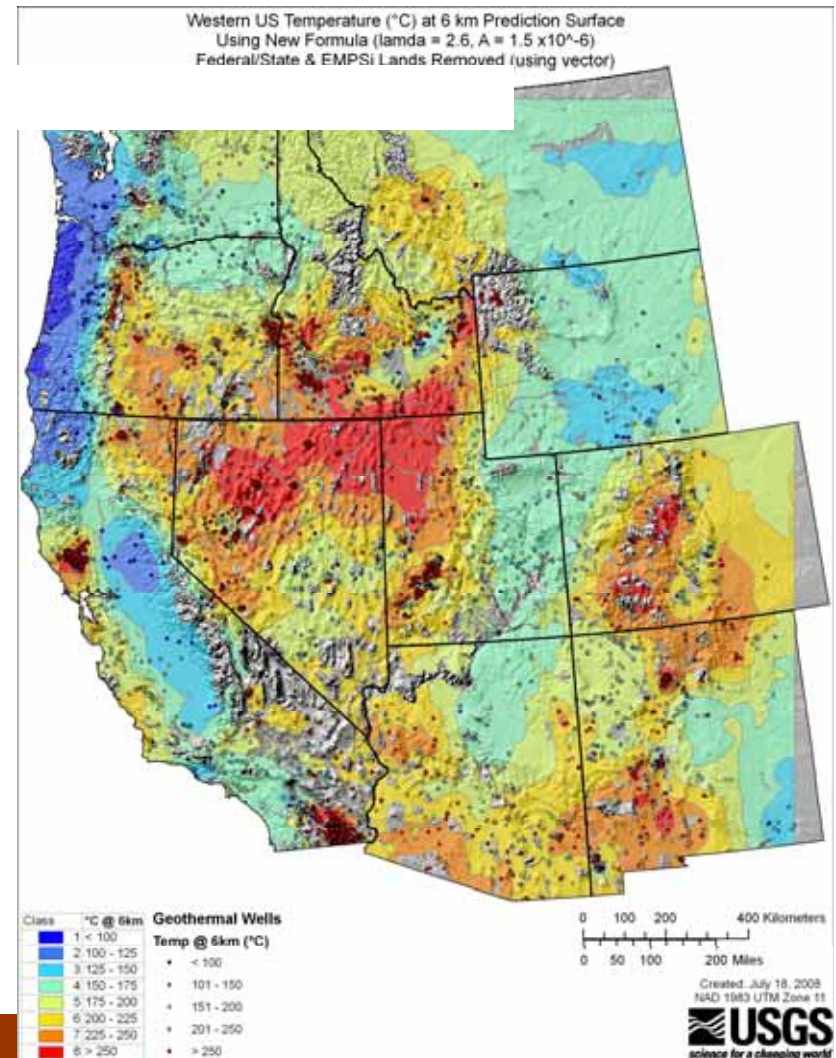 Western US Temperature (°C) at 6 km Prediction Surface
Using New Formula (lamda = 2.6, A = 1.5 x10^-6)
Federal/State & EMPSi Lands Removed (using vector)
Class °C @ 6km
1 < 100
2 100 - 125
3 125 - 150
4 150 - 175
5 175 - 200
6 200 - 225
7 225 - 250
8 > 250
Geothermal Wells
Temp @ 6km (°C)
< 100
101 - 150
151 - 200
201 - 250
> 250
0 100 200 400 Kilometers
0 50 100 200 Miles
Created: July 18, 2008
NAD 1983 UTM Zone 11
USGS
science for a changing world